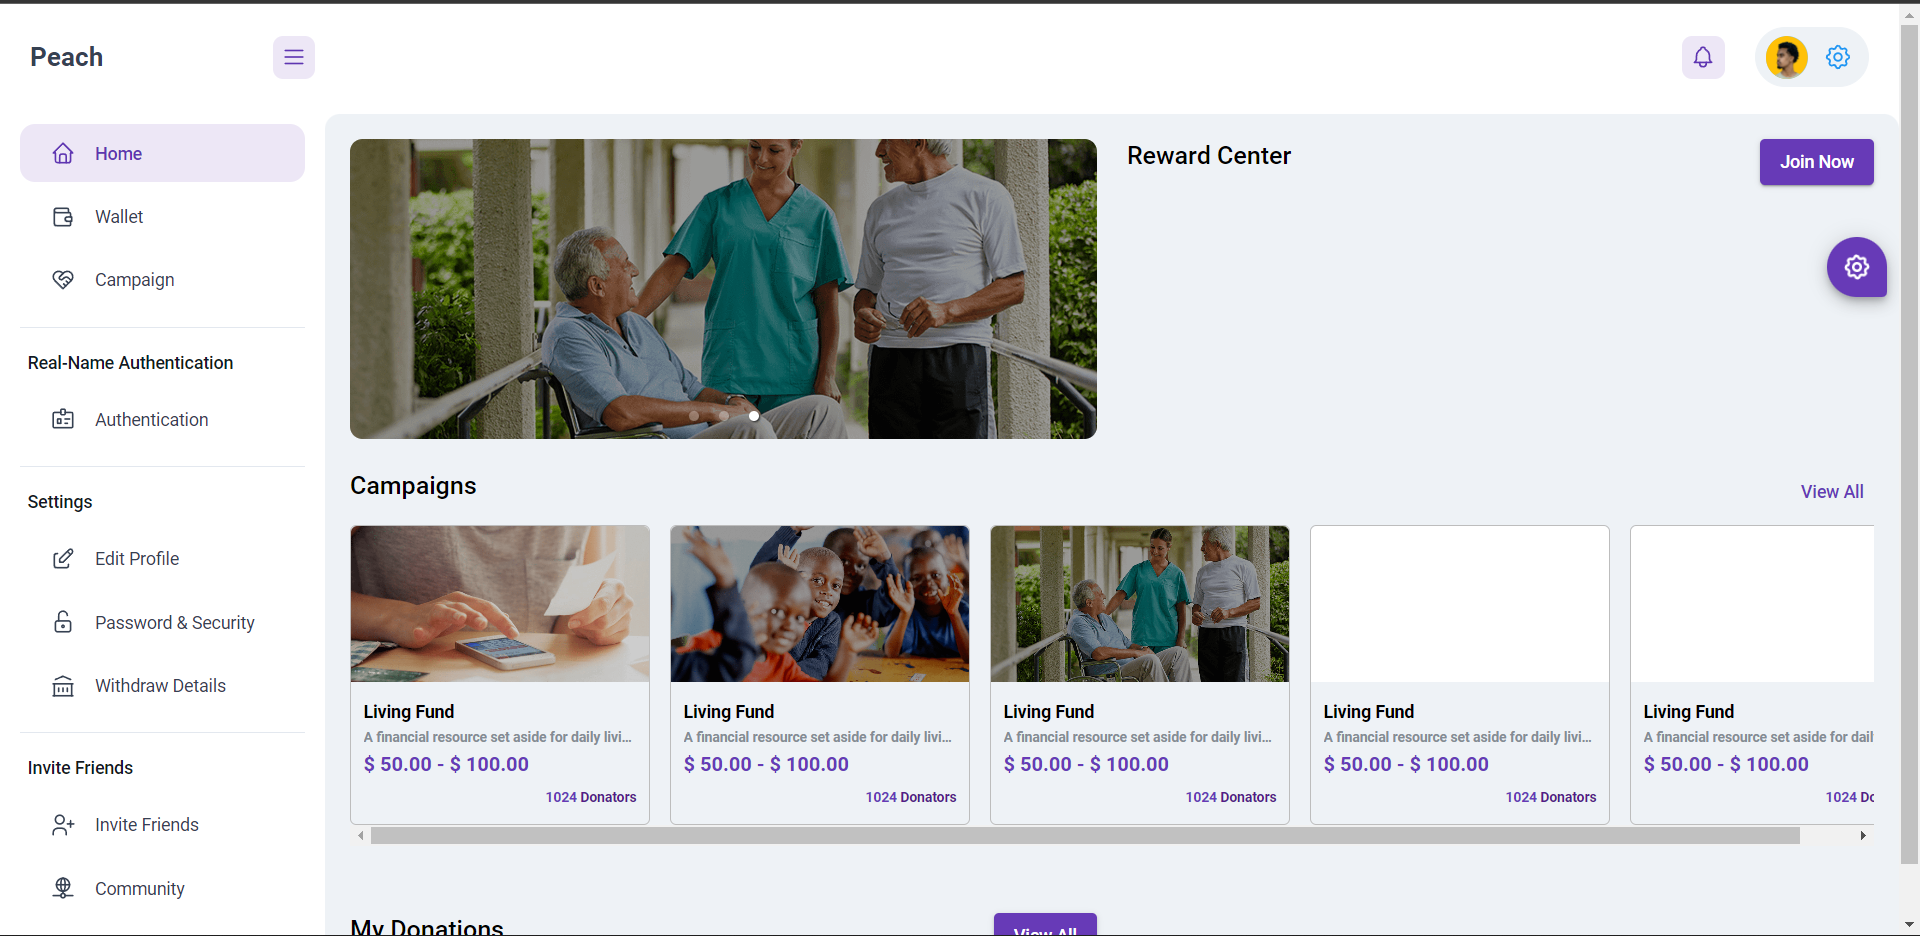 Peach
Home
Wallet
Campaign
Real-Name Authentication
Authentication
Settings
Edit Profile
Password & Security
Withdraw Details
Invite Friends
Invite Friends
Community
Reward Center
Join Now
Campaigns
View All
Living Fund
A financial resource set aside for daily livi...
$ 50.00 - $ 100.00
1024 Donators
Living Fund
A financial resource set aside for daily livi...
$ 50.00 - $ 100.00
1024 Donators
Living Fund
A financial resource set aside for daily livi...
$ 50.00 - $ 100.00
1024 Donators
Living Fund
A financial resource set aside for daily livi...
$ 50.00 - $ 100.00
1024 Donators
Living Fund
A financial resource set aside for dail
$ 50.00 - $ 100.00
1024 Do
My Donations
View All